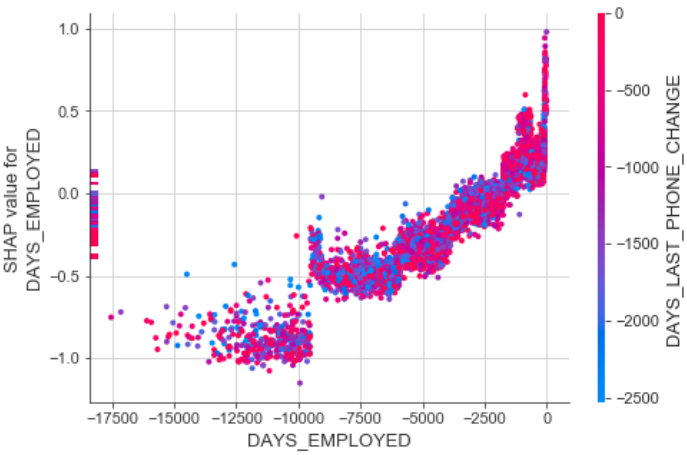 1.0
0.5
0.0
−0.5
−1.0
SHAP value for
DAYS_EMPLOYED
−17500 −15000 −12500 −10000 −7500 −5000 −2500 0
DAYS_EMPLOYED
0
−500
−1000
−1500
−2000
−2500
DAYS_LAST_PHONE_CHANGE